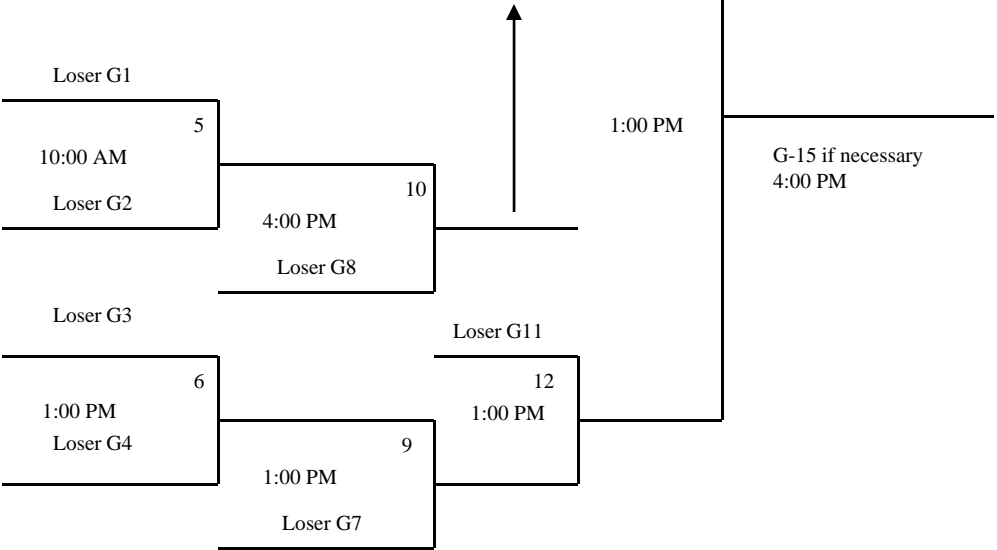 Loser G1
5
10:00 AM
Loser G2
10
4:00 PM
Loser G8
1:00 PM
G-15 if necessary
4:00 PM
Loser G3
6
1:00 PM
Loser G4
Loser G11
12
1:00 PM
9
1:00 PM
Loser G7